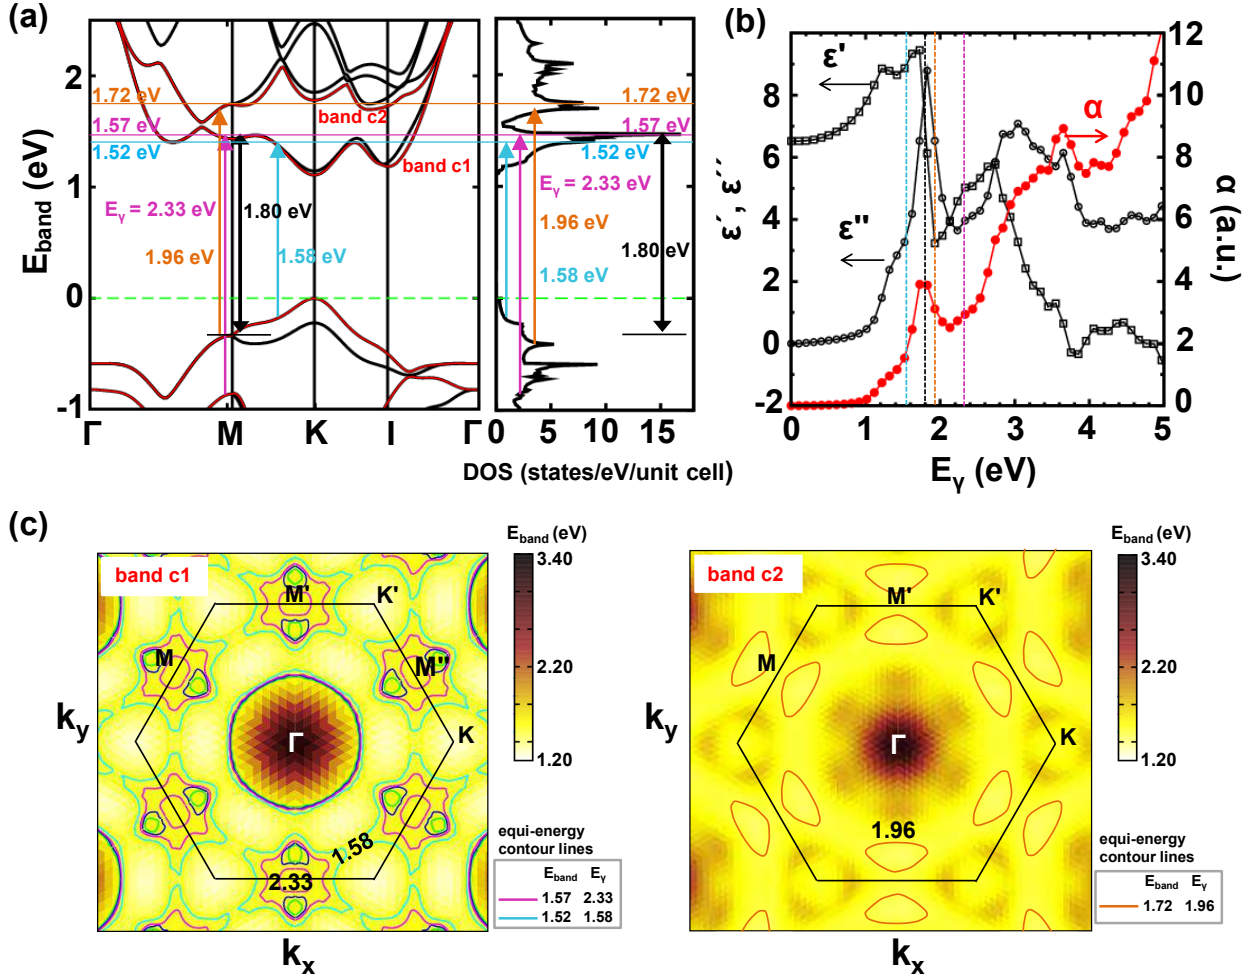 (a)
E_band (eV)
2
1
0
-1
1.72 eV
1.57 eV
1.52 eV
band c2
band c1
E_γ = 2.33 eV
1.80 eV
1.96 eV
1.58 eV
Γ M K Γ
1.72 eV
1.57 eV
1.52 eV
E_γ = 2.33 eV
1.96 eV
1.80 eV
1.58 eV
0 5 10 15
DOS (states/eV/unit cell)
(b)
ε´, ε´´
8
6
4
2
0
-2
ε'
ε''
α
12
10
8
6
4
2
0
α (a.u.)
0 1 2 3 4 5
E_γ (eV)
(c)
band c1
M'
K'
M
M''
k_y
Γ
K
1.58
2.33
k_x
E_band (eV)
3.40
2.20
1.20
equi-energy
contour lines
E_band E_γ
1.57 2.33
1.52 1.58
band c2
M'
K'
M
k_y
Γ
K
1.96
k_x
E_band (eV)
3.40
2.20
1.20
equi-energy
contour lines
E_band E_γ
1.72 1.96